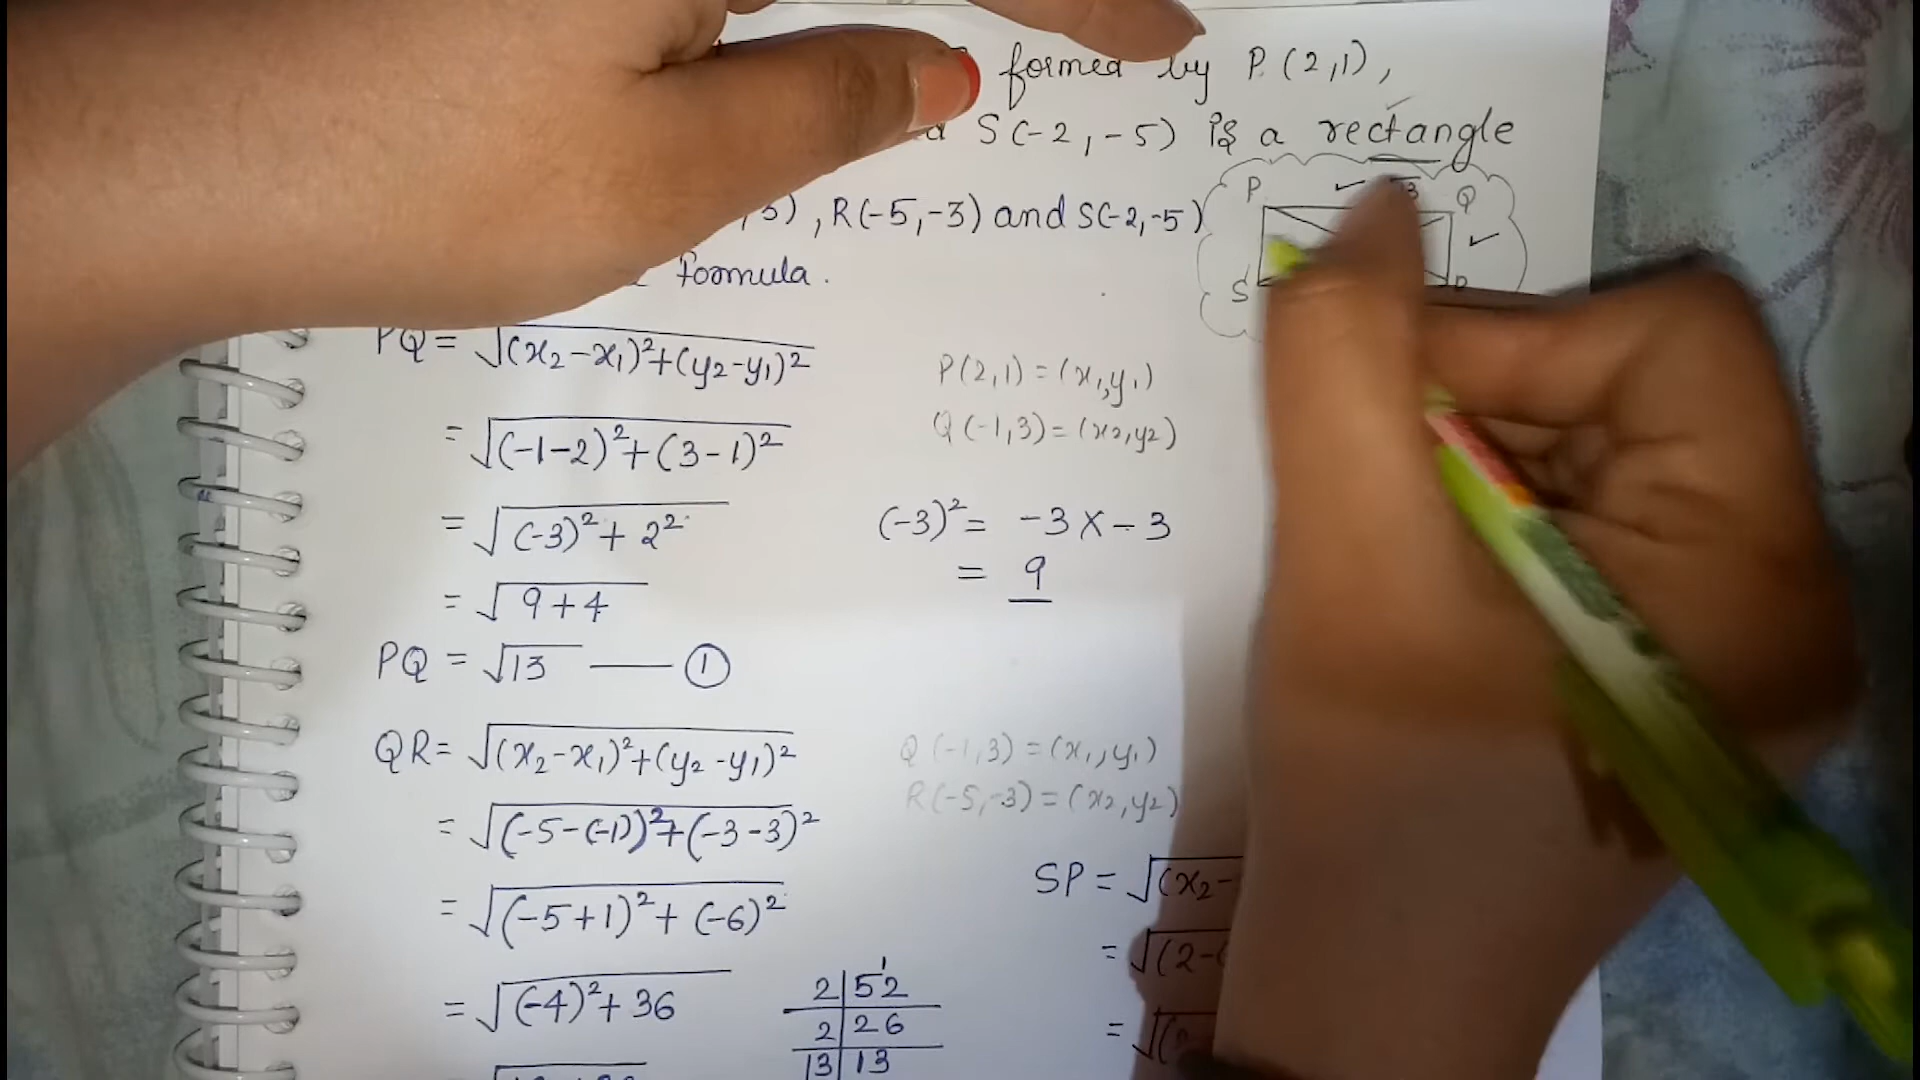 formed by P(2,1),
S(-2,-5) is a rectangle
3), R(-5,-3) and S(-2,-5)
formula.
P Q
S R
PQ = √(x₂-x₁)²+(y₂-y₁)²
P(2,1) = (x₁,y₁)
= √(-1-2)²+(3-1)²
Q(-1,3) = (x₂,y₂)
= √(-3)²+2²
(-3)² = -3×-3
= 9
= √9+4
PQ = √13 —— ①
QR = √(x₂-x₁)²+(y₂-y₁)²
Q(-1,3) = (x₁,y₁)
R(-5,-3) = (x₂,y₂)
= √(-5-(-1))²+(-3-3)²
= √(-5+1)²+(-6)²
= √(-4)²+36
2|52
2|26
13|13
SP = √(x₂-
= √(2-
= √(